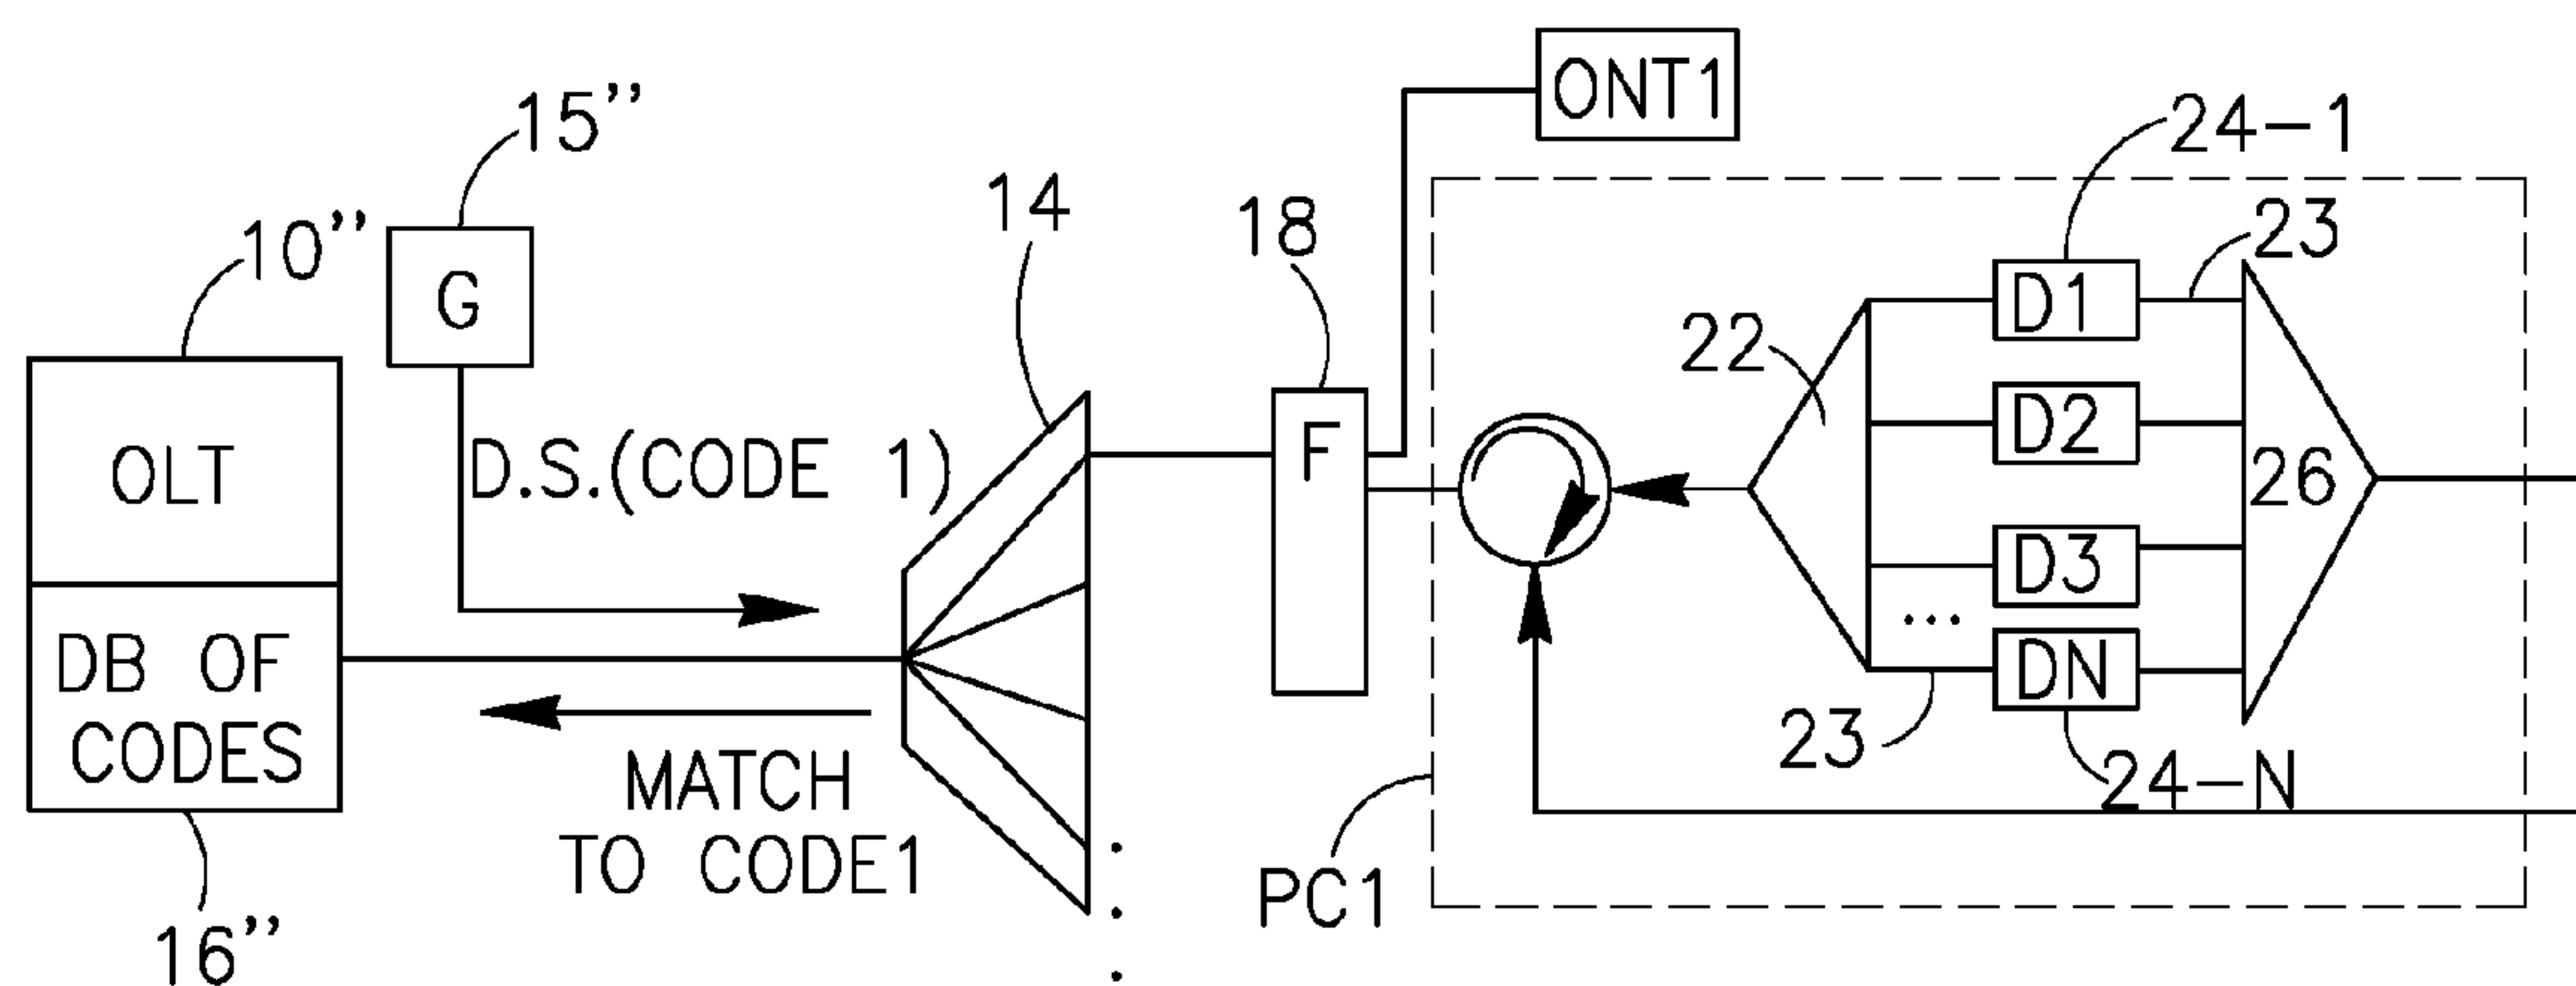 ONT1
15’’
24-1
14
18
23
10’’
G
D1
22
D2
OLT
D.S.(CODE 1)
F
26
D3
...
DB OF
CODES
DN
23
MATCH
TO CODE1
24-N
PC1
16’’